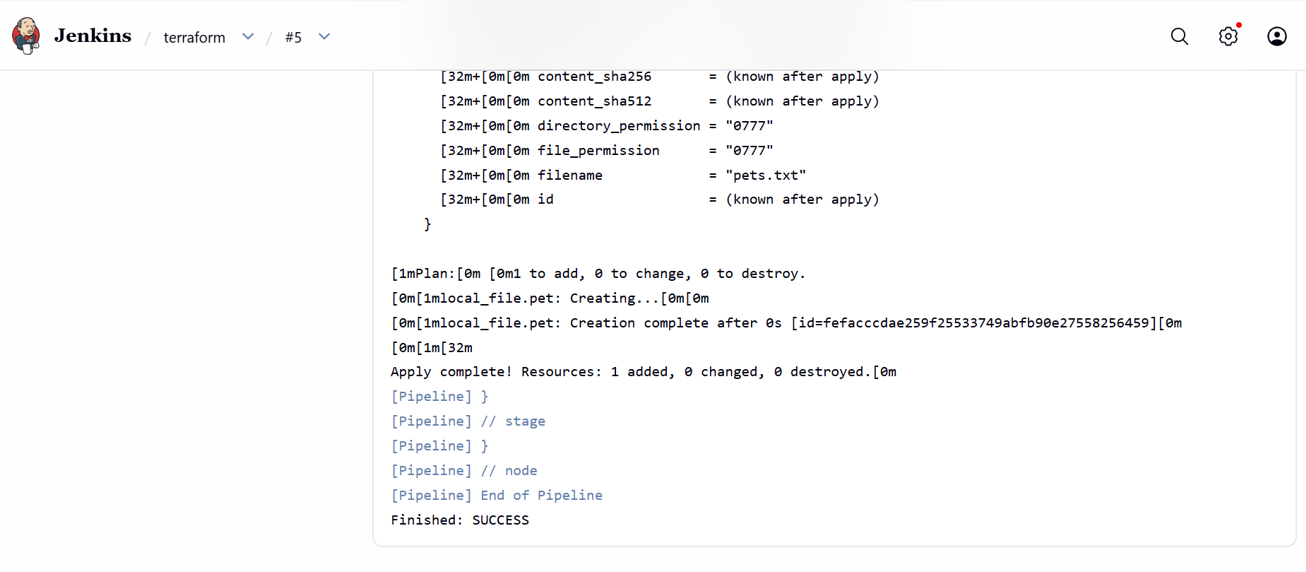 Jenkins / terraform / #5
[32m+[0m[0m content_sha256       = (known after apply)
[32m+[0m[0m content_sha512       = (known after apply)
[32m+[0m[0m directory_permission = "0777"
[32m+[0m[0m file_permission      = "0777"
[32m+[0m[0m filename             = "pets.txt"
[32m+[0m[0m id                   = (known after apply)
}
[1mPlan:[0m [0m1 to add, 0 to change, 0 to destroy.
[0m[1mlocal_file.pet: Creating...[0m[0m
[0m[1mlocal_file.pet: Creation complete after 0s [id=fefacccdae259f25533749abfb90e27558256459][0m
[0m[1m[32m
Apply complete! Resources: 1 added, 0 changed, 0 destroyed.[0m
[Pipeline] }
[Pipeline] // stage
[Pipeline] }
[Pipeline] // node
[Pipeline] End of Pipeline
Finished: SUCCESS